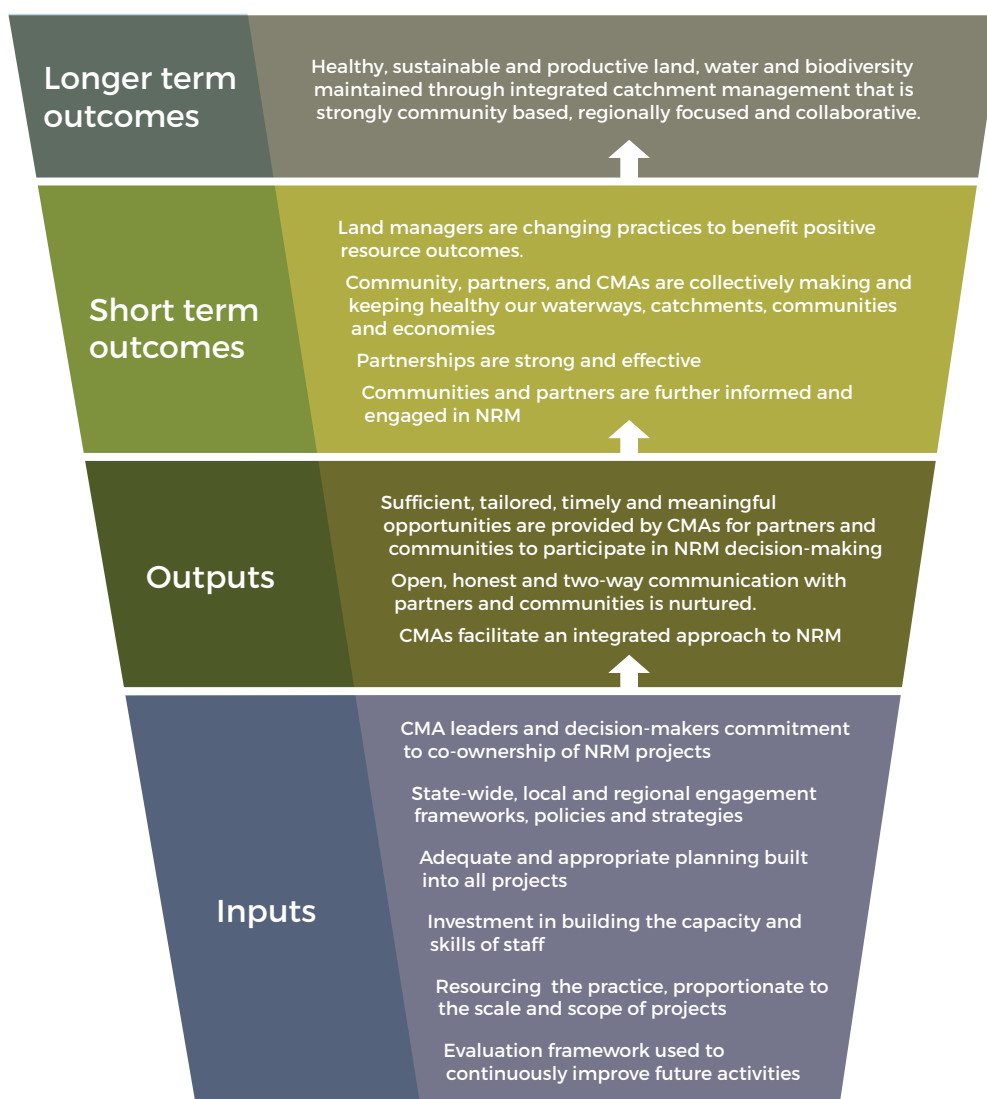 Longer term
outcomes
Healthy, sustainable and productive land, water and biodiversity
maintained through integrated catchment management that is
strongly community based, regionally focused and collaborative.
Short term
outcomes
Land managers are changing practices to benefit positive
resource outcomes.
Community, partners, and CMAs are collectively making and
keeping healthy our waterways, catchments, communities
and economies
Partnerships are strong and effective
Communities and partners are further informed and
engaged in NRM
Outputs
Sufficient, tailored, timely and meaningful
opportunities are provided by CMAs for partners and
communities to participate in NRM decision-making
Open, honest and two-way communication with
partners and communities is nurtured.
CMAs facilitate an integrated approach to NRM
Inputs
CMA leaders and decision-makers commitment
to co-ownership of NRM projects
State-wide, local and regional engagement
frameworks, policies and strategies
Adequate and appropriate planning built
into all projects
Investment in building the capacity and
skills of staff
Resourcing the practice, proportionate to
the scale and scope of projects
Evaluation framework used to
continuously improve future activities